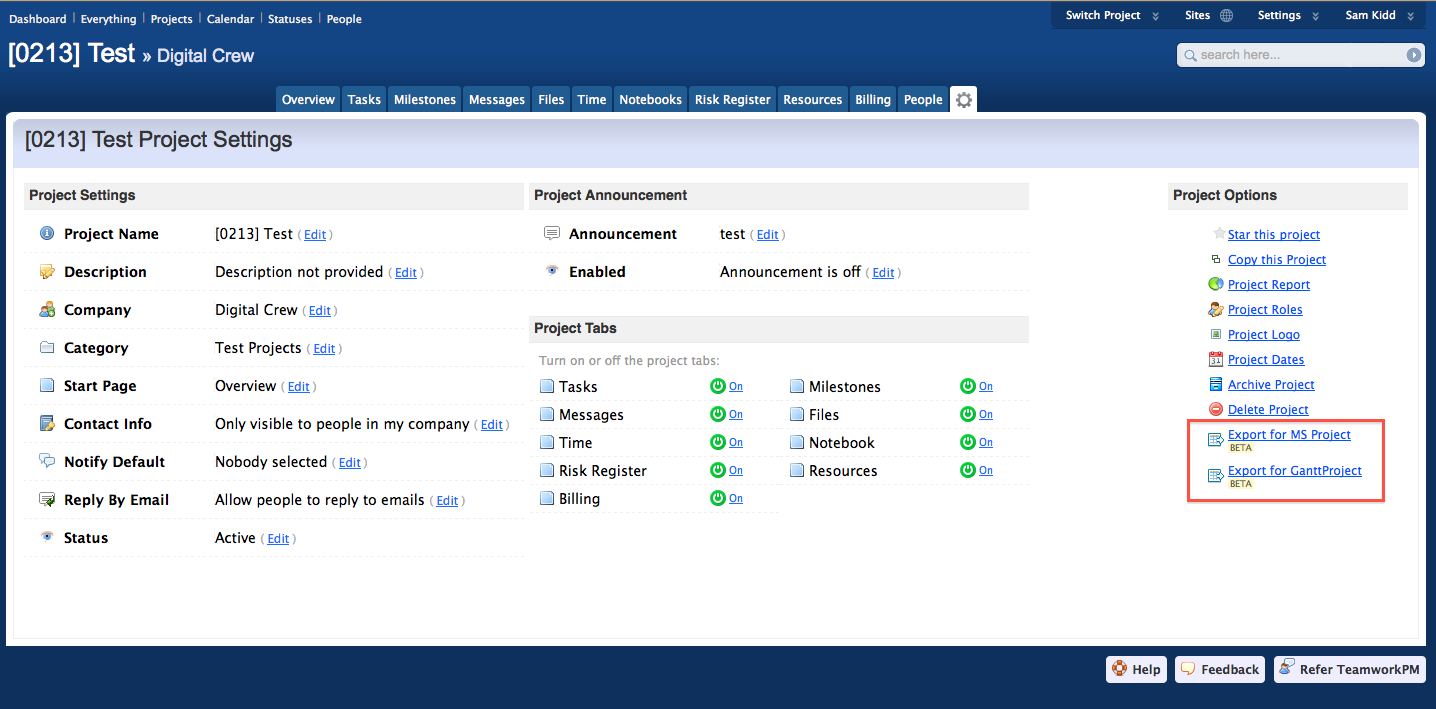 Dashboard | Everything | Projects | Calendar | Statuses | People
Switch Project Sites Settings Sam Kidd
[0213] Test » Digital Crew
search here...
Overview Tasks Milestones Messages Files Time Notebooks Risk Register Resources Billing People
[0213] Test Project Settings
Project Settings
Project Name [0213] Test ( Edit )
Description Description not provided ( Edit )
Company Digital Crew ( Edit )
Category Test Projects ( Edit )
Start Page Overview ( Edit )
Contact Info Only visible to people in my company ( Edit )
Notify Default Nobody selected ( Edit )
Reply By Email Allow people to reply to emails ( Edit )
Status Active ( Edit )
Project Announcement
Announcement test ( Edit )
Enabled Announcement is off ( Edit )
Project Tabs
Turn on or off the project tabs:
Tasks On Milestones On
Messages On Files On
Time On Notebook On
Risk Register On Resources On
Billing On
Project Options
Star this project
Copy this Project
Project Report
Project Roles
Project Logo
31 Project Dates
Archive Project
Delete Project
Export for MS Project
BETA
Export for GanttProject
BETA
Help Feedback Refer TeamworkPM